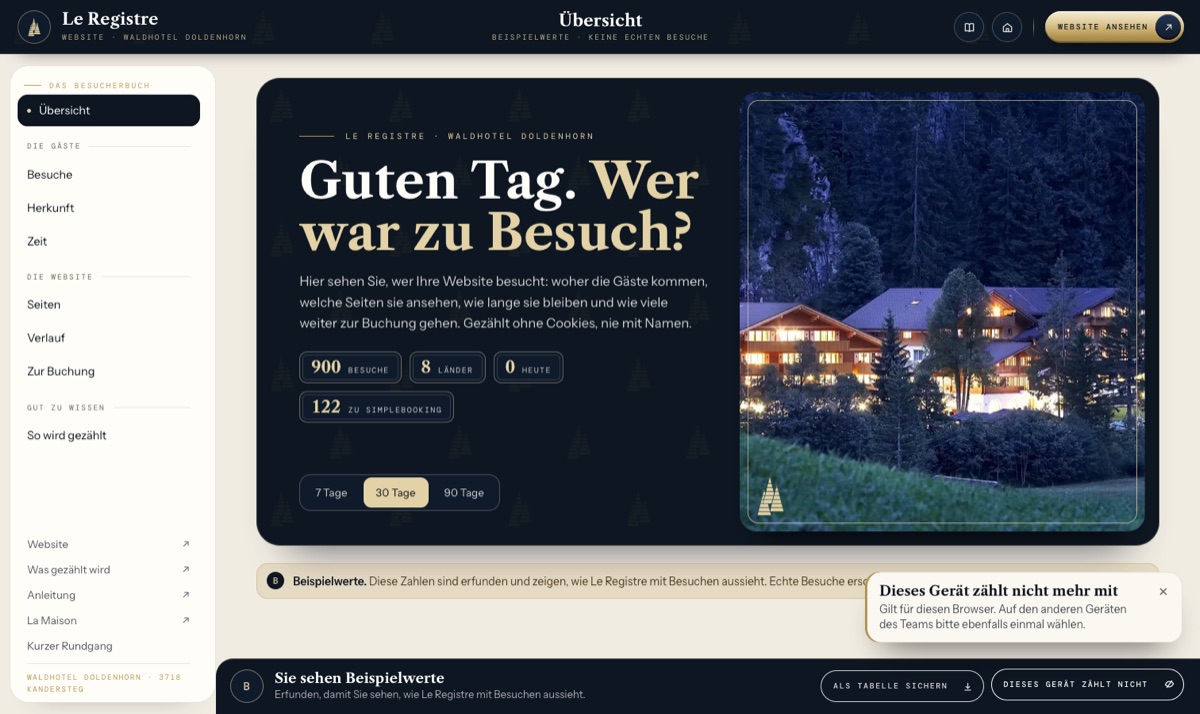 Le Registre
WEBSITE · WALDHOTEL DOLDENHORN
Übersicht
BEISPIELWERTE · KEINE ECHTEN BESUCHE
WEBSITE ANSEHEN
DAS BESUCHERBUCH
Übersicht
DIE GÄSTE
Besuche
Herkunft
Zeit
DIE WEBSITE
Seiten
Verlauf
Zur Buchung
GUT ZU WISSEN
So wird gezählt
Website
Was gezählt wird
Anleitung
La Maison
Kurzer Rundgang
WALDHOTEL DOLDENHORN · 3718
KANDERSTEG
LE REGISTRE · WALDHOTEL DOLDENHORN
Guten Tag. Wer
war zu Besuch?
Hier sehen Sie, wer Ihre Website besucht: woher die Gäste kommen,
welche Seiten sie ansehen, wie lange sie bleiben und wie viele
weiter zur Buchung gehen. Gezählt ohne Cookies, nie mit Namen.
900 BESUCHE
8 LÄNDER
0 HEUTE
122 ZU SIMPLEBOOKING
7 Tage
30 Tage
90 Tage
B Beispielwerte. Diese Zahlen sind erfunden und zeigen, wie Le Registre mit Besuchen aussieht. Echte Besuche
Dieses Gerät zählt nicht mehr mit
Gilt für diesen Browser. Auf den anderen Geräten
des Teams bitte ebenfalls einmal wählen.
B
Sie sehen Beispielwerte
Erfunden, damit Sie sehen, wie Le Registre mit Besuchen aussieht.
ALS TABELLE SICHERN
DIESES GERÄT ZÄHLT NICHT